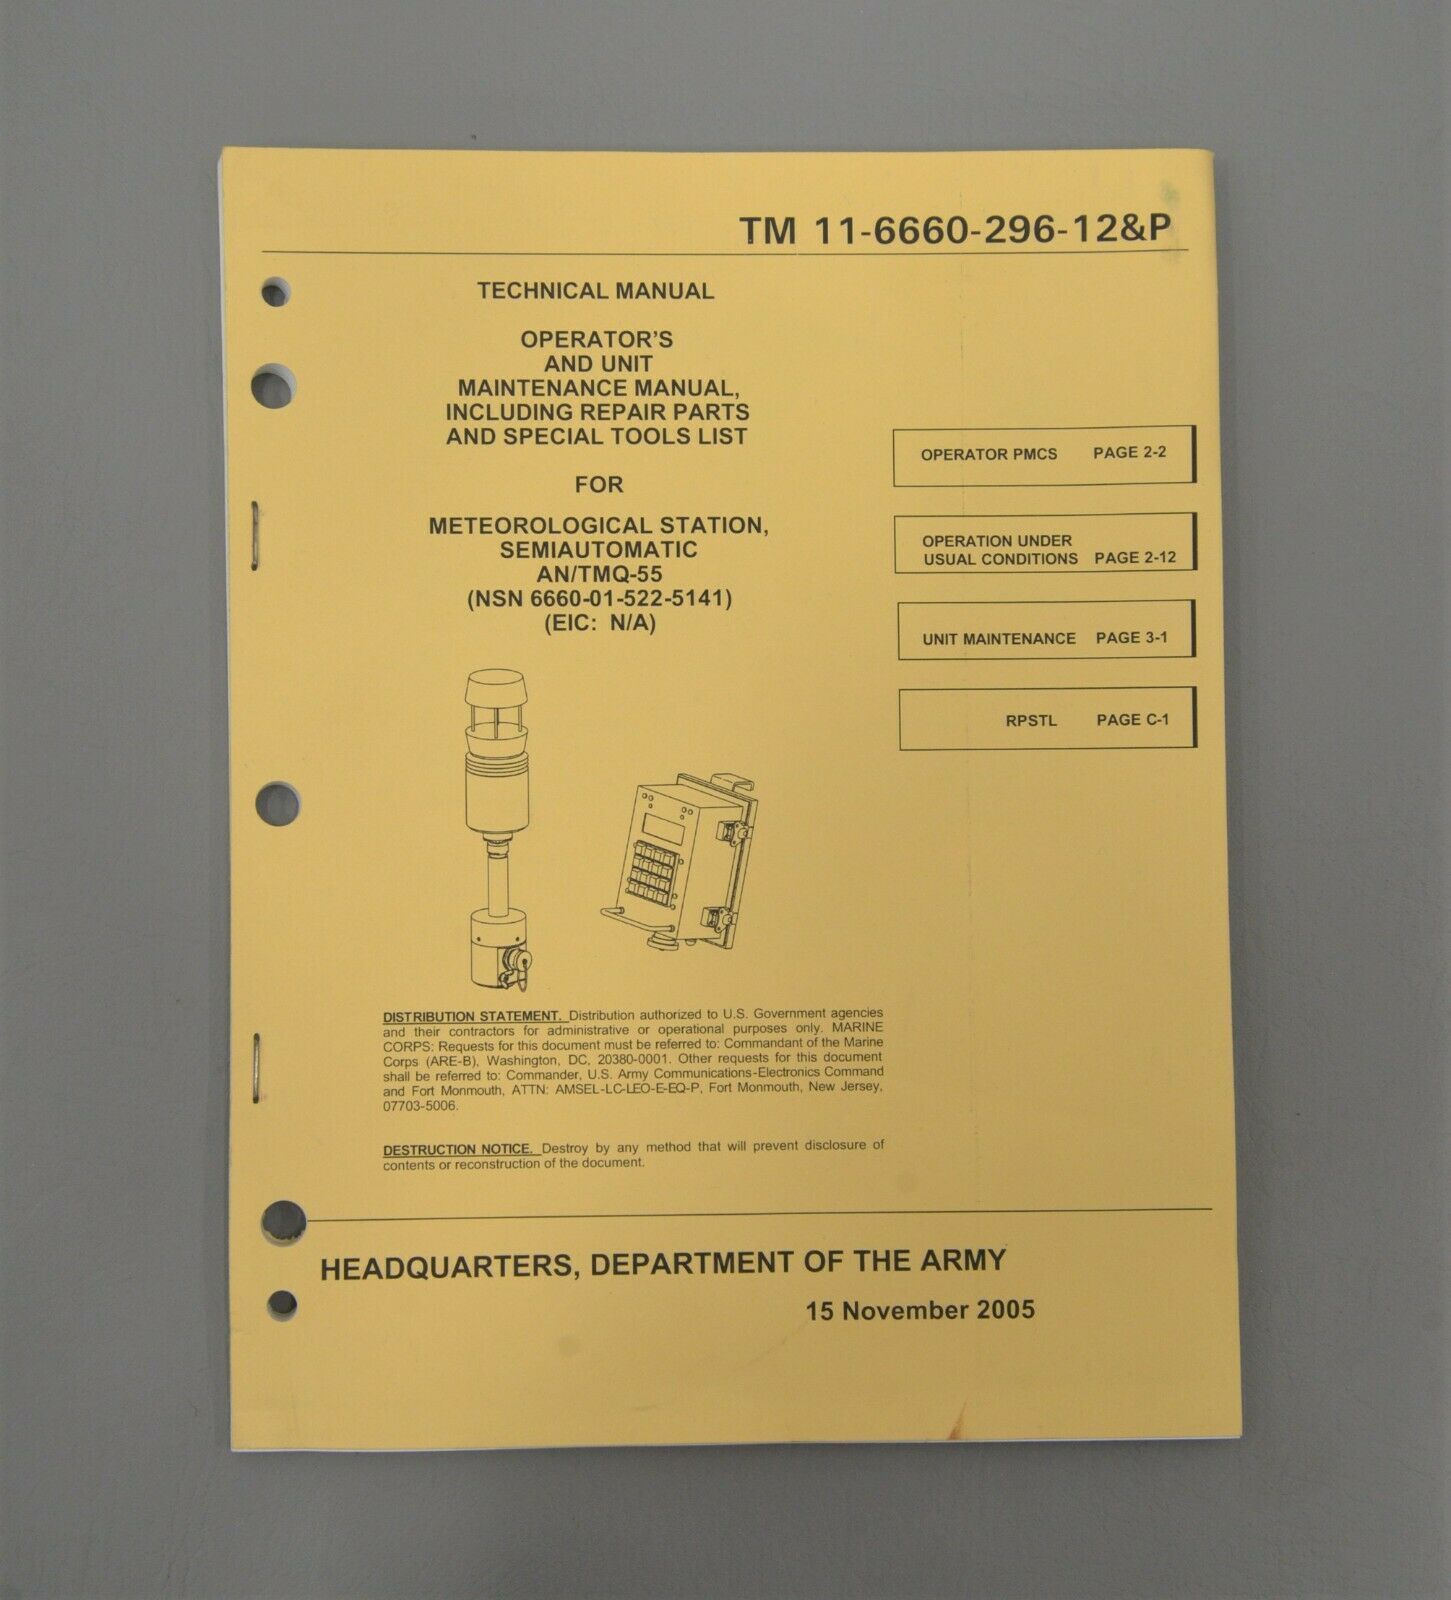 TM 11-6660-296-12&P
TECHNICAL MANUAL
OPERATOR'S
AND UNIT
MAINTENANCE MANUAL,
INCLUDING REPAIR PARTS
AND SPECIAL TOOLS LIST
FOR
METEOROLOGICAL STATION,
SEMIAUTOMATIC
AN/TMQ-55
(NSN 6660-01-522-5141)
(EIC: N/A)
OPERATOR PMCS PAGE 2-2
OPERATION UNDER
USUAL CONDITIONS PAGE 2-12
UNIT MAINTENANCE PAGE 3-1
RPSTL PAGE C-1
DISTRIBUTION STATEMENT. Distribution authorized to U.S. Government agencies
and their contractors for administrative or operational purposes only. MARINE
CORPS: Requests for this document must be referred to: Commandant of the Marine
Corps (ARE-B), Washington, DC, 20380-0001. Other requests for this document
shall be referred to: Commander, U.S. Army Communications-Electronics Command
and Fort Monmouth, ATTN: AMSEL-LC-LEO-E-EQ-P, Fort Monmouth, New Jersey,
07703-5006.
DESTRUCTION NOTICE. Destroy by any method that will prevent disclosure of
contents or reconstruction of the document.
HEADQUARTERS, DEPARTMENT OF THE ARMY
15 November 2005